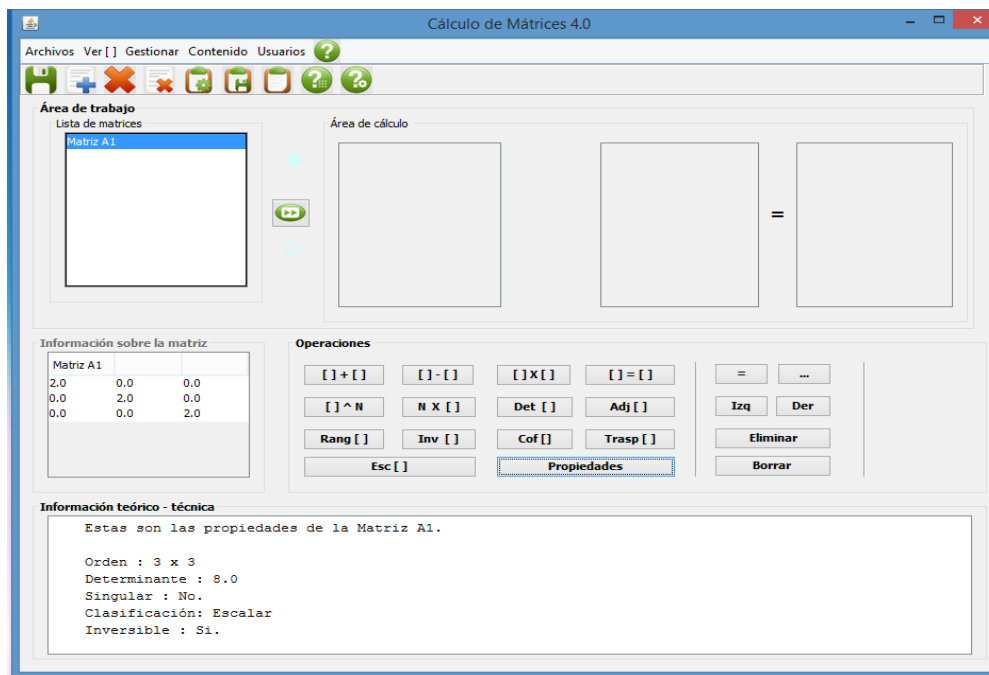 Cálculo de Mátrices 4.0
Archivos Ver [ ] Gestionar Contenido Usuarios ?
Área de trabajo
Lista de matrices
Matriz A1
Área de cálculo
=
Información sobre la matriz
Matriz A1
2.0 0.0 0.0
0.0 2.0 0.0
0.0 0.0 2.0
Operaciones
[ ] + [ ] [ ] - [ ] [ ] X [ ] [ ] = [ ] = ...
[ ] ^ N N X [ ] Det [ ] Adj [ ] Izq Der
Rang [ ] Inv [ ] Cof [] Trasp [ ] Eliminar
Esc [ ] Propiedades Borrar
Información teórico - técnica
Estas son las propiedades de la Matriz A1.
Orden : 3 x 3
Determinante : 8.0
Singular : No.
Clasificación: Escalar
Inversible : Si.